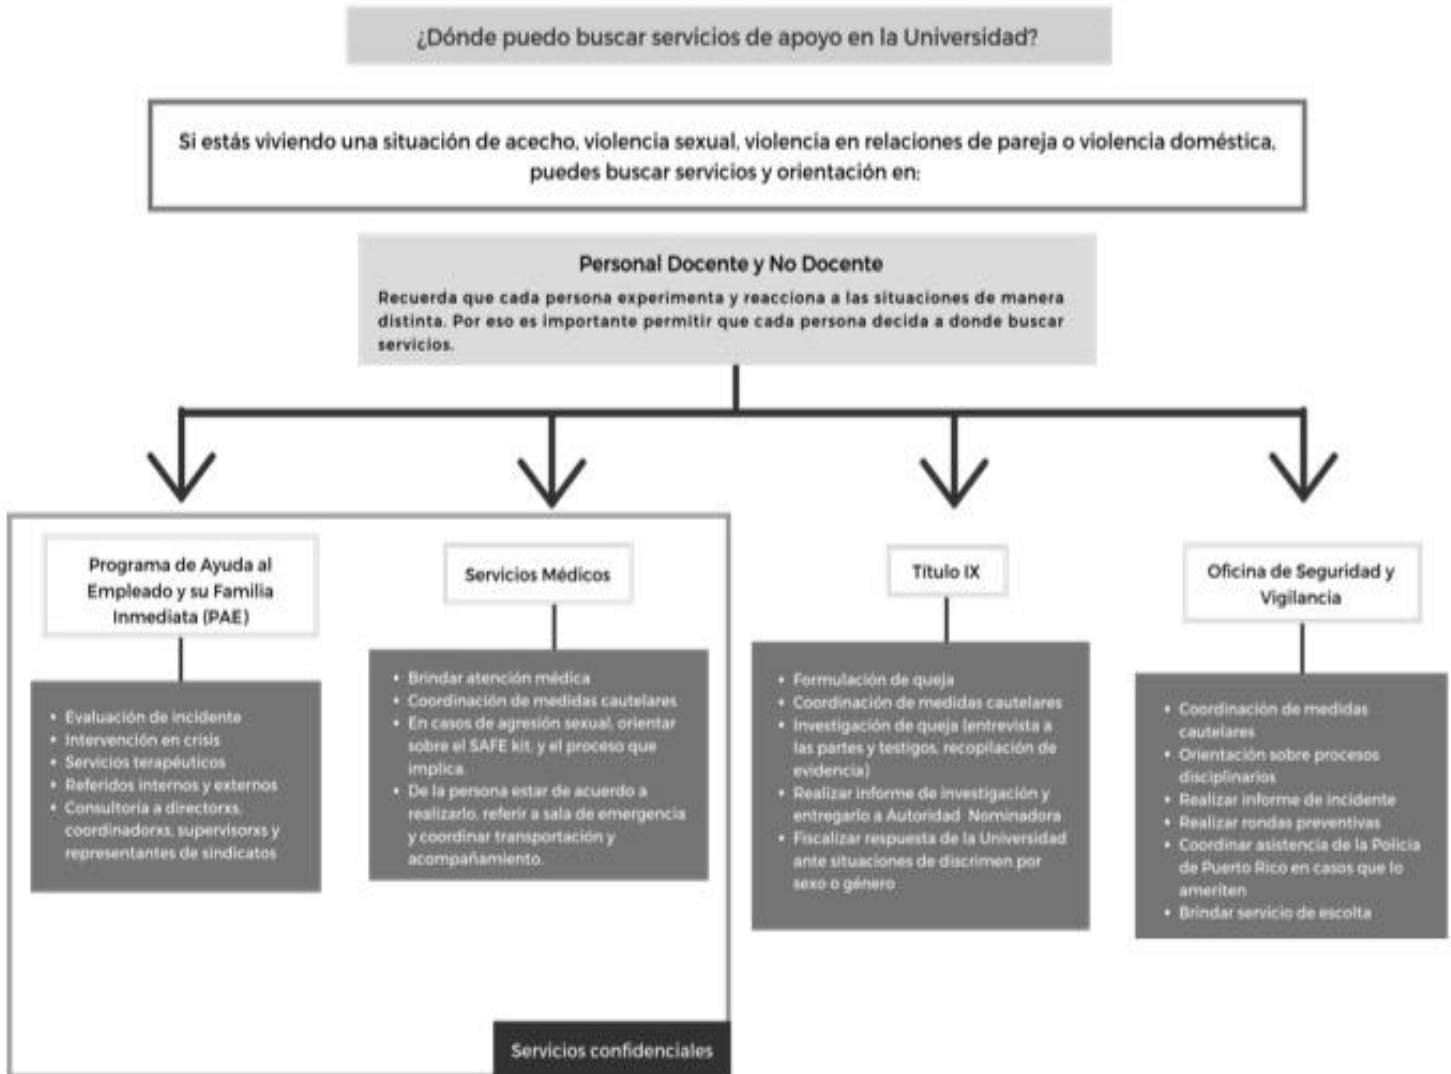 ¿Dónde puedo buscar servicios de apoyo en la Universidad?
Si estás viviendo una situación de acecho, violencia sexual, violencia en relaciones de pareja o violencia doméstica,
puedes buscar servicios y orientación en:
Personal Docente y No Docente
Recuerda que cada persona experimenta y reacciona a las situaciones de manera
distinta. Por eso es importante permitir que cada persona decida a donde buscar
servicios.
Programa de Ayuda al
Empleado y su Familia
Inmediata (PAE)
• Evaluación de incidente
• Intervención en crisis
• Servicios terapéuticos
• Referidos internos y externos
• Consultoría a directorxs,
coordinadorxs, supervisorxs y
representantes de sindicatos
Servicios Médicos
• Brindar atención médica
• Coordinación de medidas cautelares
• En casos de agresión sexual, orientar
sobre el SAFE kit, y el proceso que
implica.
• De la persona estar de acuerdo a
realizarlo, referir a sala de emergencia
y coordinar transportación y
acompañamiento.
Servicios confidenciales
Título IX
• Formulación de queja
• Coordinación de medidas cautelares
• Investigación de queja (entrevista a
las partes y testigos, recopilación de
evidencia)
• Realizar informe de investigación y
entregarlo a Autoridad Nominadora
• Fiscalizar respuesta de la Universidad
ante situaciones de discrimen por
sexo o género
Oficina de Seguridad y
Vigilancia
• Coordinación de medidas
cautelares
• Orientación sobre procesos
disciplinarios
• Realizar informe de incidente
• Realizar rondas preventivas
• Coordinar asistencia de la Policía
de Puerto Rico en casos que lo
ameriten
• Brindar servicio de escolta